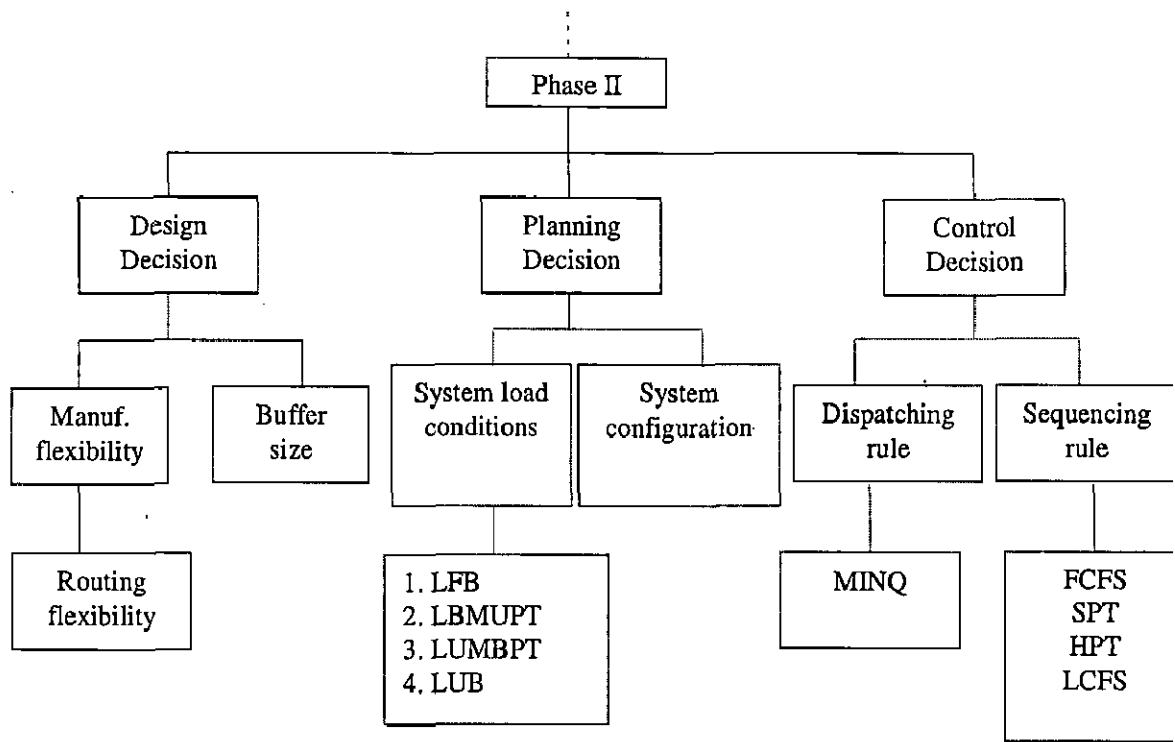 Phase II
Design
Decision
Planning
Decision
Control
Decision
Manuf.
flexibility
Buffer
size
System load
conditions
System
configuration
Dispatching
rule
Sequencing
rule
Routing
flexibility
1. LFB
2. LBMUPT
3. LUMBPT
4. LUB
MINQ
FCFS
SPT
HPT
LCFS